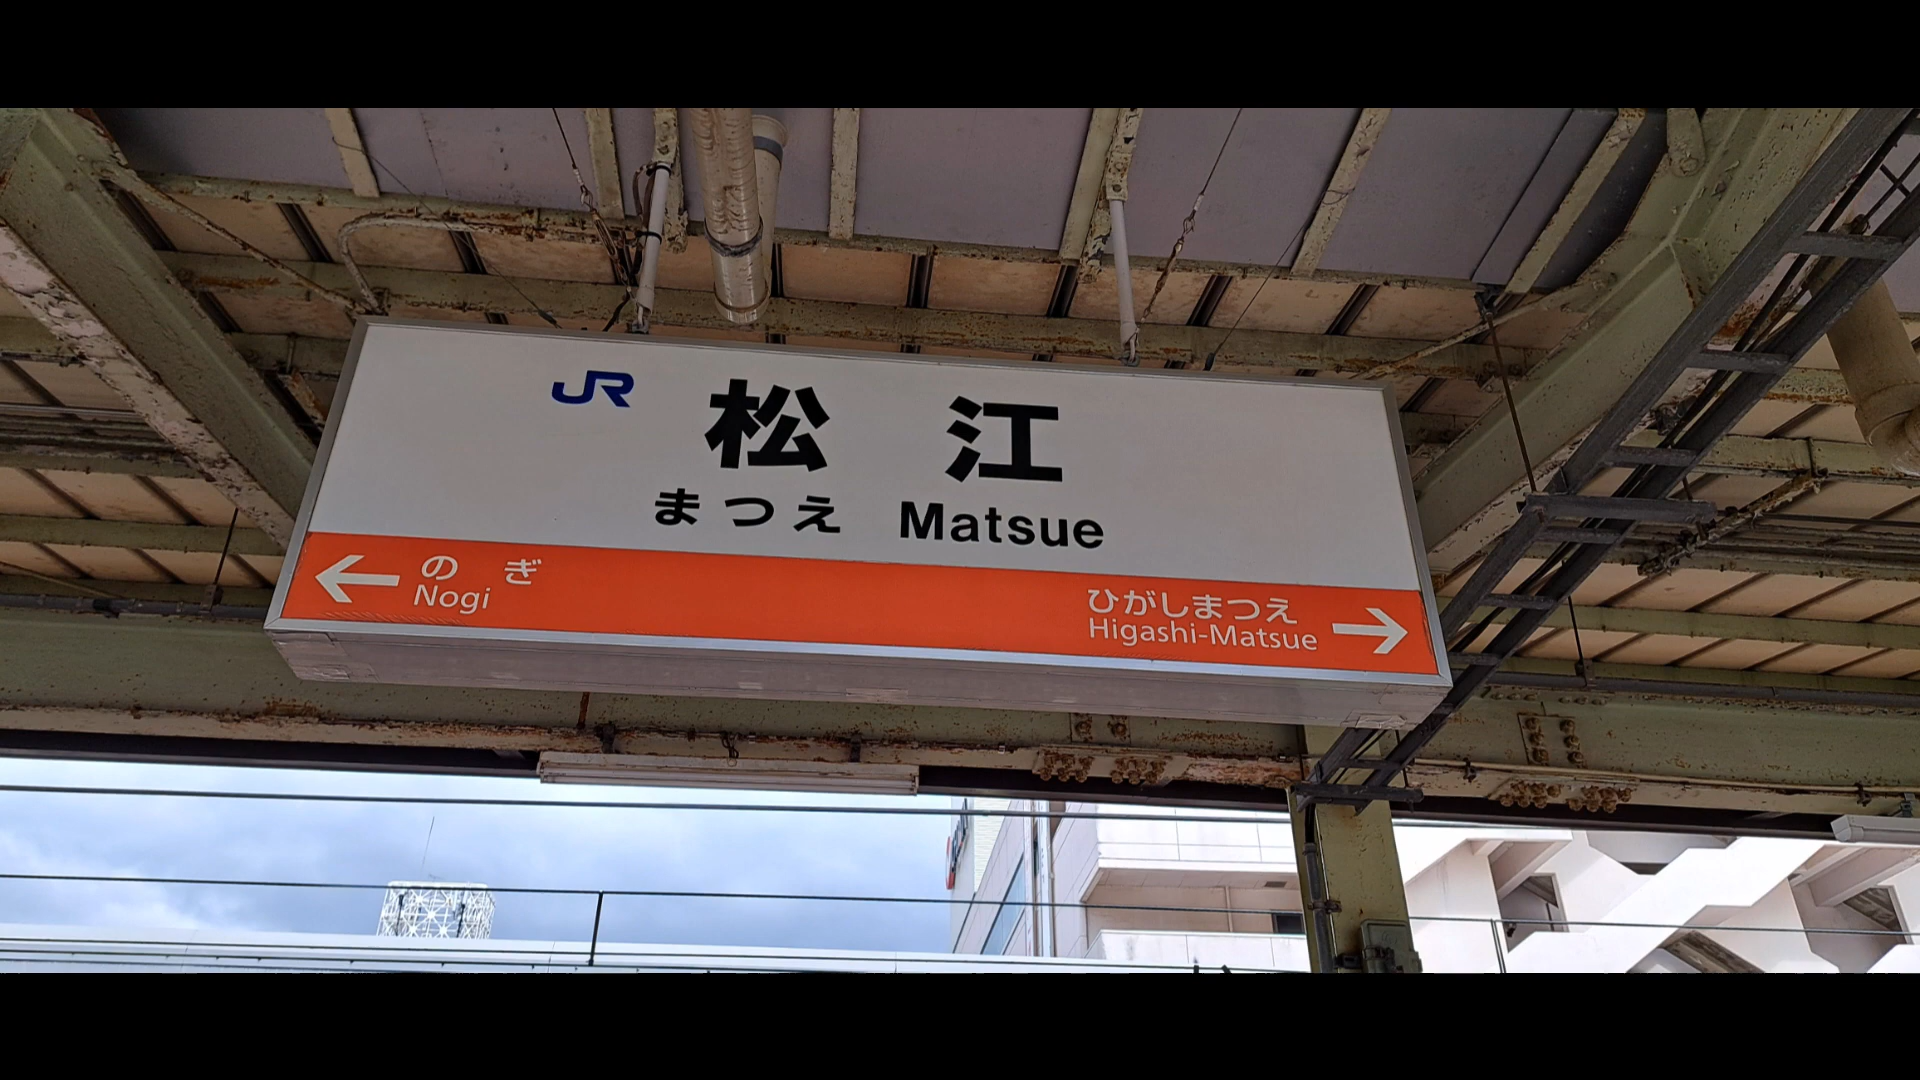 JR
松江
まつえ Matsue
← のぎ
Nogi
ひがしまつえ →
Higashi-Matsue